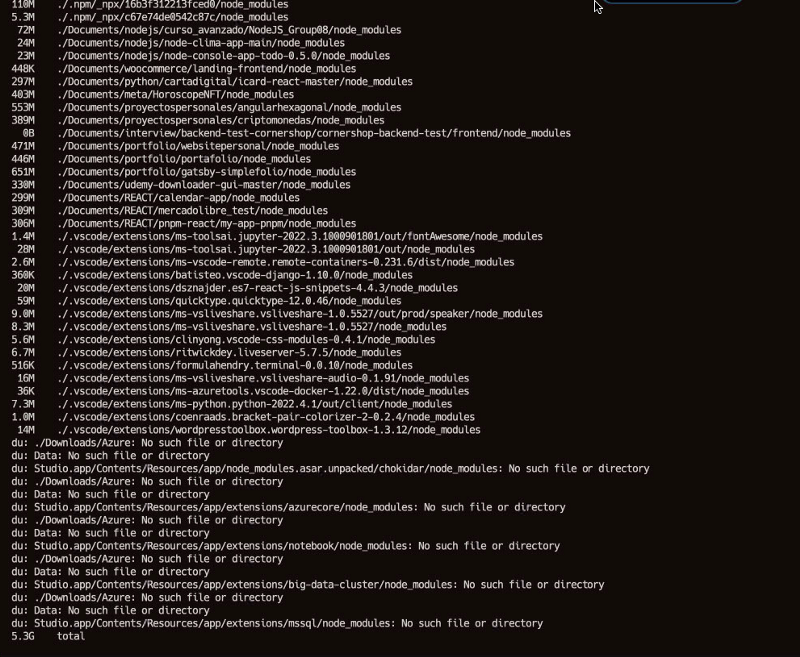 110M ./.npm/_npx/16b3f312213fced0/node_modules
5.3M ./.npm/_npx/c67e74de0542c87c/node_modules
72M ./Documents/nodejs/curso_avanzado/NodeJS_Group08/node_modules
24M ./Documents/nodejs/node-clima-app-main/node_modules
23M ./Documents/nodejs/node-console-app-todo-0.5.0/node_modules
448K ./Documents/woocommerce/landing-frontend/node_modules
297M ./Documents/python/cartadigital/icard-react-master/node_modules
403M ./Documents/meta/HoroscopeNFT/node_modules
553M ./Documents/proyectospersonales/angularhexagonal/node_modules
389M ./Documents/proyectospersonales/criptomonedas/node_modules
0B ./Documents/interview/backend-test-cornershop/cornershop-backend-test/frontend/node_modules
471M ./Documents/portfolio/websitepersonal/node_modules
446M ./Documents/portfolio/portafolio/node_modules
651M ./Documents/portfolio/gatsby-simplefolio/node_modules
330M ./Documents/udemy-downloader-gui-master/node_modules
299M ./Documents/REACT/calendar-app/node_modules
309M ./Documents/REACT/mercadolibre_test/node_modules
306M ./Documents/REACT/pnpm-react/my-app-pnpm/node_modules
1.4M ./.vscode/extensions/ms-toolsai.jupyter-2022.3.1000901801/out/fontAwesome/node_modules
28M ./.vscode/extensions/ms-toolsai.jupyter-2022.3.1000901801/out/node_modules
2.6M ./.vscode/extensions/ms-vscode-remote.remote-containers-0.231.6/dist/node_modules
360K ./.vscode/extensions/batisteo.vscode-django-1.10.0/node_modules
20M ./.vscode/extensions/dsznajder.es7-react-js-snippets-4.4.3/node_modules
59M ./.vscode/extensions/quicktype.quicktype-12.0.46/node_modules
9.0M ./.vscode/extensions/ms-vsliveshare.vsliveshare-1.0.5527/out/prod/speaker/node_modules
8.3M ./.vscode/extensions/ms-vsliveshare.vsliveshare-1.0.5527/node_modules
5.6M ./.vscode/extensions/clinyong.vscode-css-modules-0.4.1/node_modules
6.7M ./.vscode/extensions/ritwickdey.liveserver-5.7.5/node_modules
516K ./.vscode/extensions/formulahendry.terminal-0.0.10/node_modules
16M ./.vscode/extensions/ms-vsliveshare.vsliveshare-audio-0.1.91/node_modules
36K ./.vscode/extensions/ms-azuretools.vscode-docker-1.22.0/dist/node_modules
7.3M ./.vscode/extensions/ms-python.python-2022.4.1/out/client/node_modules
1.0M ./.vscode/extensions/coenraads.bracket-pair-colorizer-2-0.2.4/node_modules
14M ./.vscode/extensions/wordpresstoolbox.wordpress-toolbox-1.3.12/node_modules
du: ./Downloads/Azure: No such file or directory
du: Data: No such file or directory
du: Studio.app/Contents/Resources/app/node_modules.asar.unpacked/chokidar/node_modules: No such file or directory
du: ./Downloads/Azure: No such file or directory
du: Data: No such file or directory
du: Studio.app/Contents/Resources/app/extensions/azurecore/node_modules: No such file or directory
du: ./Downloads/Azure: No such file or directory
du: Data: No such file or directory
du: Studio.app/Contents/Resources/app/extensions/notebook/node_modules: No such file or directory
du: ./Downloads/Azure: No such file or directory
du: Data: No such file or directory
du: Studio.app/Contents/Resources/app/extensions/big-data-cluster/node_modules: No such file or directory
du: ./Downloads/Azure: No such file or directory
du: Data: No such file or directory
du: Studio.app/Contents/Resources/app/extensions/mssql/node_modules: No such file or directory
5.3G total